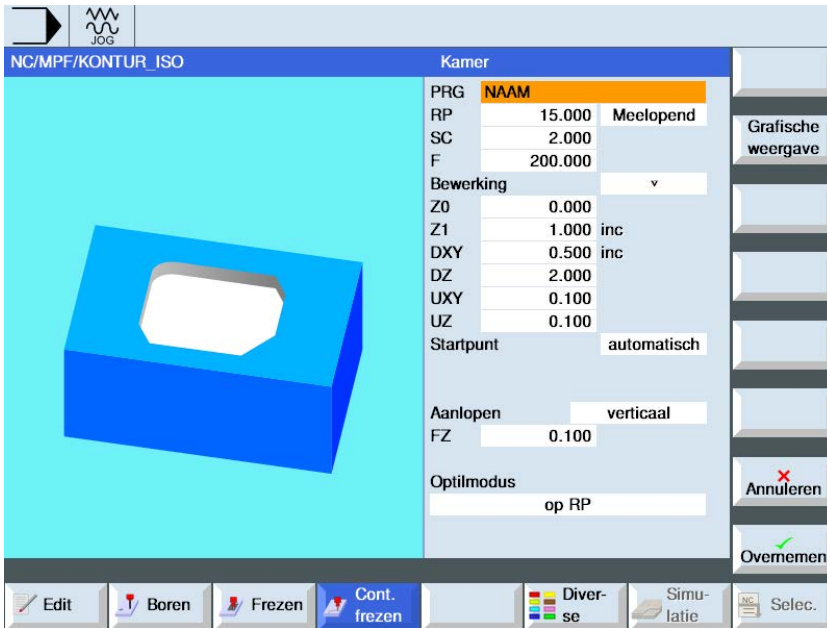 JOG
NC/MPF/KONTUR_ISO
Kamer
PRG NAAM
RP 15.000 Meelopend
SC 2.000
F 200.000
Bewerking ▿
Z0 0.000
Z1 1.000 inc
DXY 0.500 inc
DZ 2.000
UXY 0.100
UZ 0.100
Startpunt automatisch
Aanlopen verticaal
FZ 0.100
Optilmodus
op RP
Grafische
weergave
Annuleren
Overnemen
Edit
Boren
Frezen
Cont.
frezen
Diver-
se
Simu-
latie
NC
Selec.